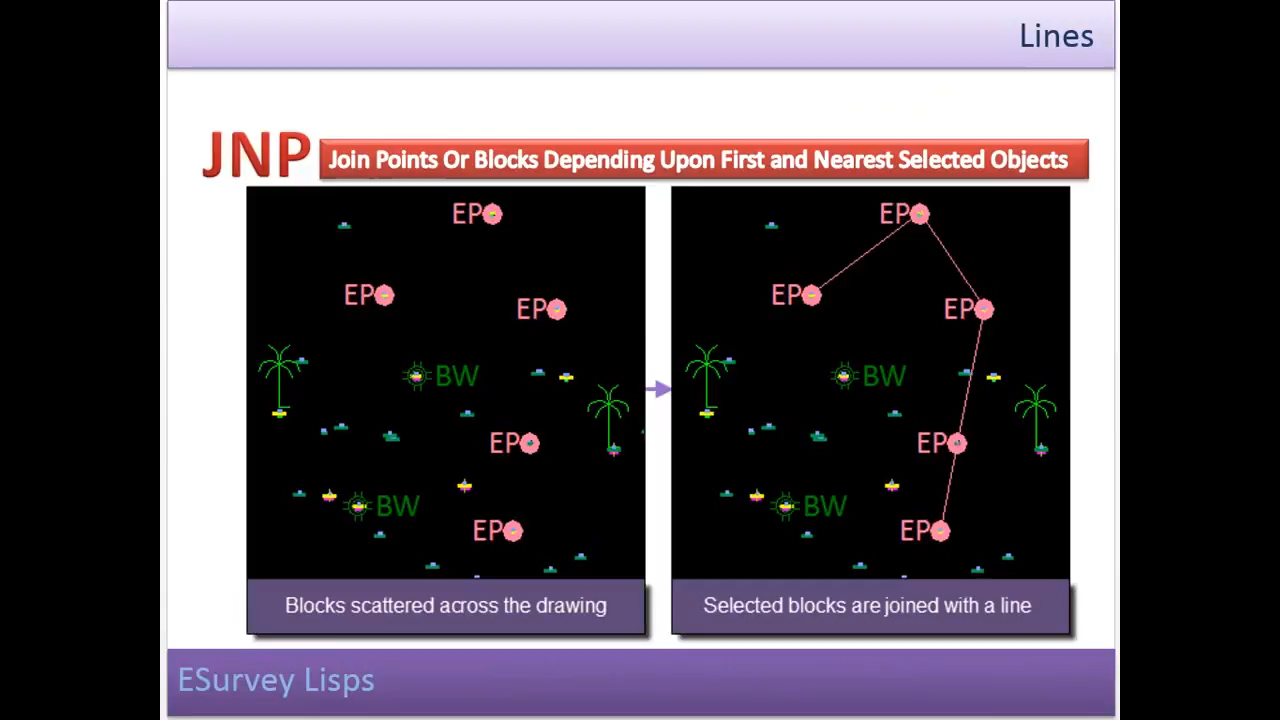 Lines
JNP
Join Points Or Blocks Depending Upon First and Nearest Selected Objects
EP
EP
EP
BW
EP
BW
EP
Blocks scattered across the drawing
EP
EP
EP
BW
EP
BW
EP
Selected blocks are joined with a line
ESurvey Lisps